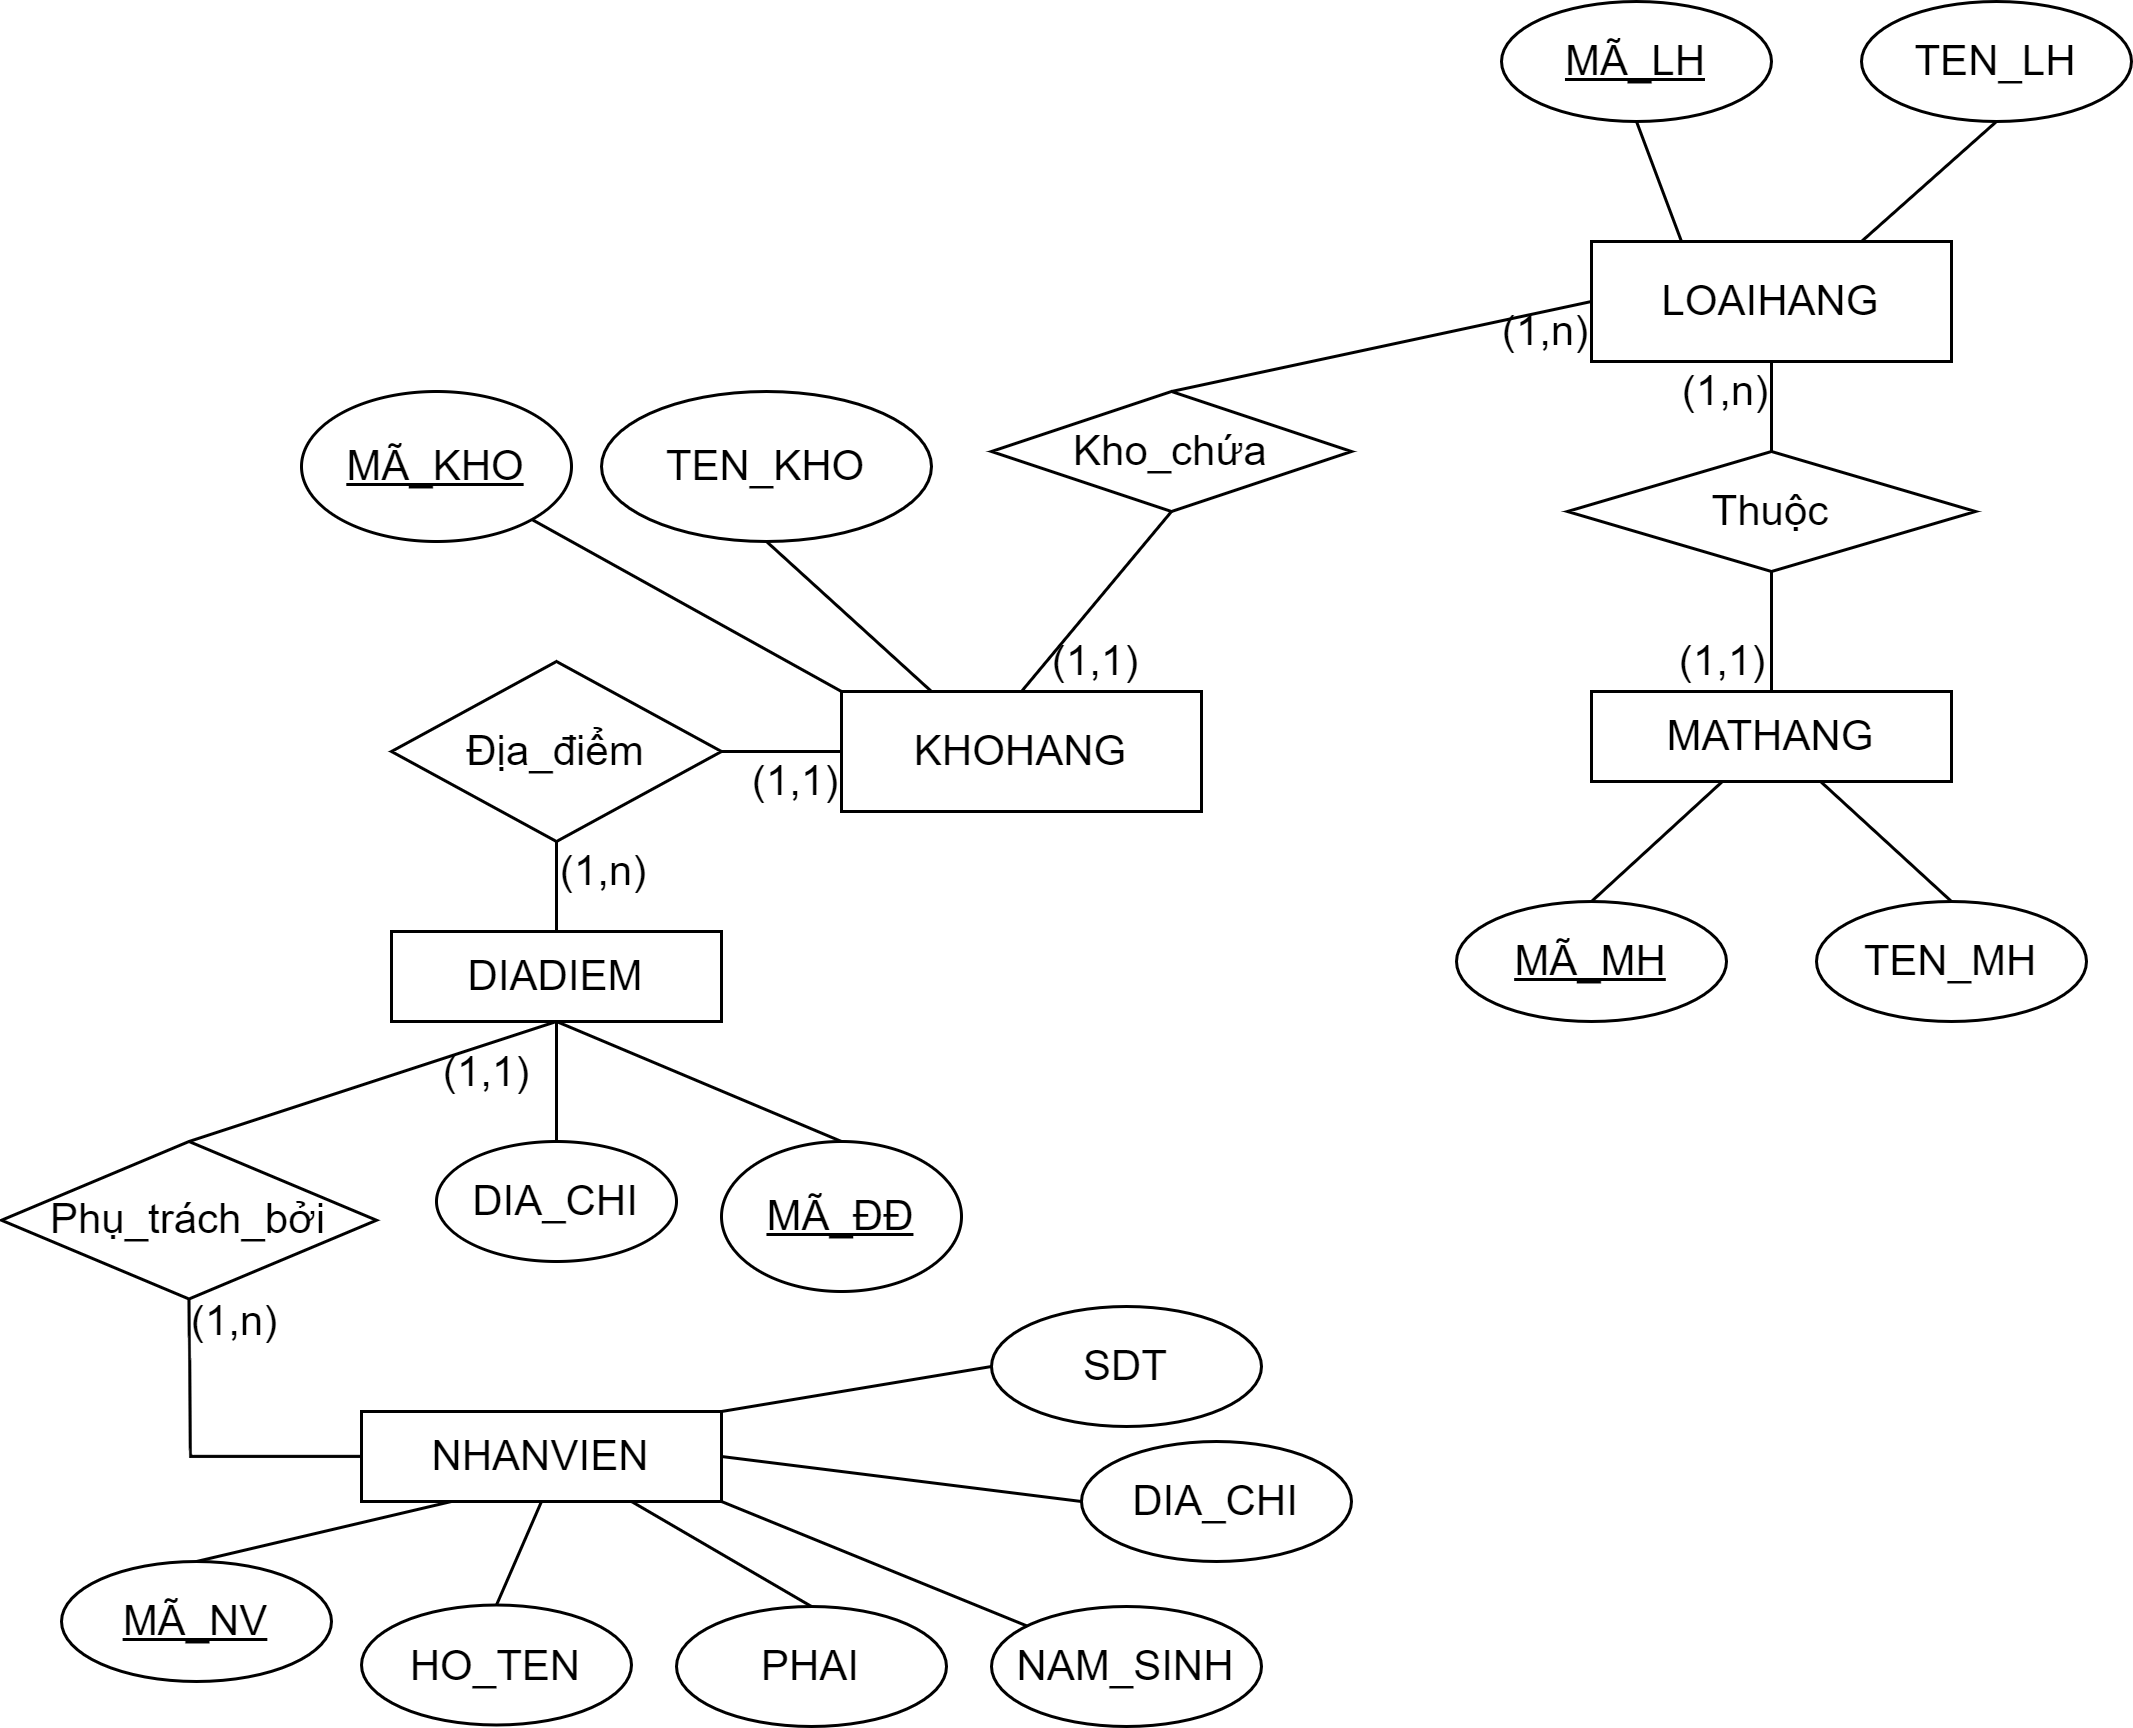 MÃ_LH
TEN_LH
LOAIHANG
(1,n)
(1,n)
MÃ_KHO
TEN_KHO
Kho_chứa
Thuộc
(1,1)
(1,1)
Địa_điểm
KHOHANG
MATHANG
(1,1)
(1,n)
MÃ_MH
TEN_MH
DIADIEM
(1,1)
DIA_CHI
MÃ_ĐĐ
Phụ_trách_bởi
(1,n)
SDT
NHANVIEN
DIA_CHI
MÃ_NV
HO_TEN
PHAI
NAM_SINH